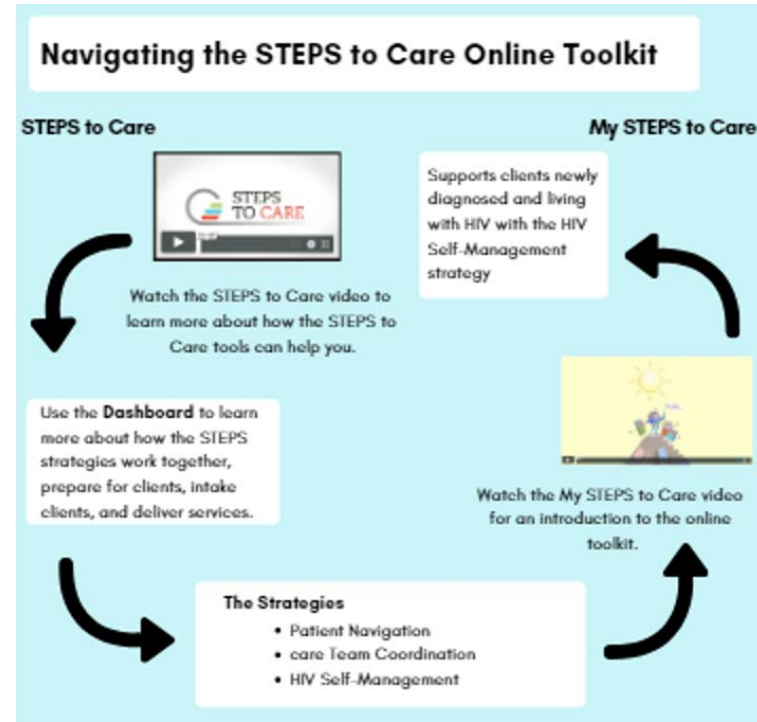 Navigating the STEPS to Care Online Toolkit
STEPS to Care
STEPS
TO CARE
Watch the STEPS to Care video to
learn more about how the STEPS to
Care tools can help you.
Use the Dashboard to learn
more about how the STEPS
strategies work together,
prepare for clients, intake
clients, and deliver services.
The Strategies
• Patient Navigation
• care Team Coordination
• HIV Self-Management
My STEPS to Care
Supports clients newly
diagnosed and living
with HIV with the HIV
Self-Management
strategy
Watch the My STEPS to Care video
for an introduction to the online
toolkit.